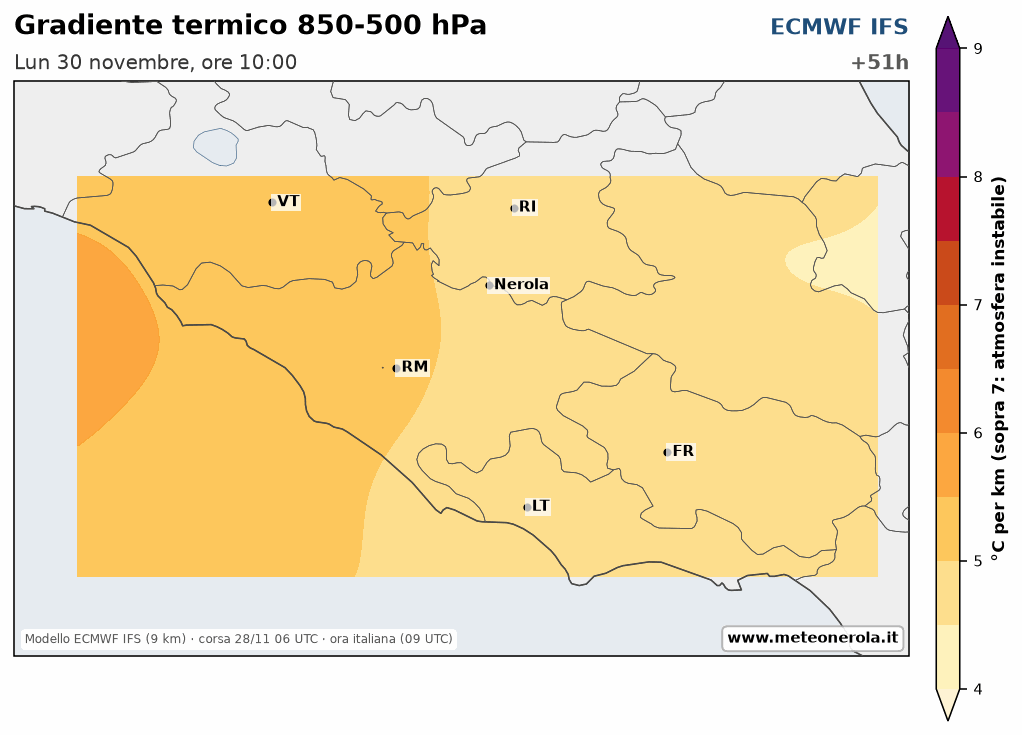 Gradiente termico 850-500 hPa
ECMWF IFS
Lun 30 novembre, ore 10:00
+51h
VT
RI
Nerola
RM
FR
LT
Modello ECMWF IFS (9 km) · corsa 28/11 06 UTC · ora italiana (09 UTC)
www.meteonerola.it
9
8
7
6
5
4
°C per km (sopra 7: atmosfera instabile)